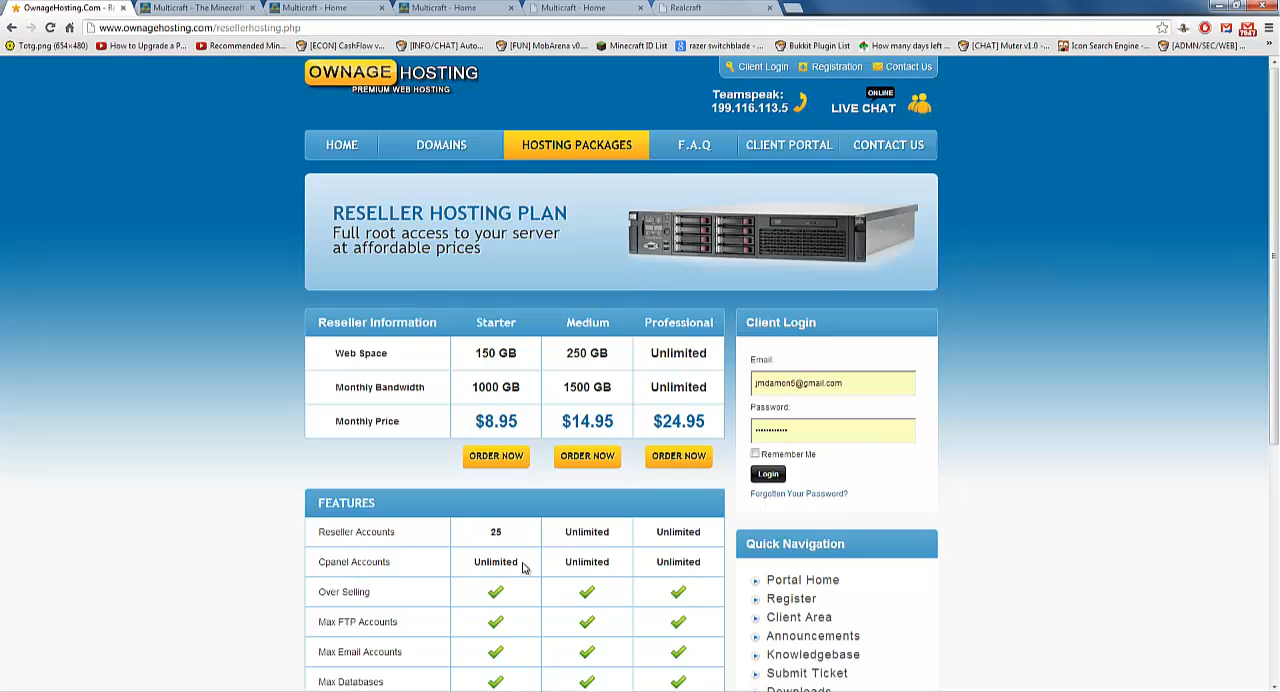 OwnageHosting.Com - R
Multicraft - The Minecraft
Multicraft - Home
Multicraft - Home
Multicraft - Home
Realcraft
www.ownagehosting.com/resellerhosting.php
Totg.png (654×480)
How to Upgrade a P...
Recommended Min...
[ECON] CashFlow v...
[INFO/CHAT] Auto...
[FUN] MobArena v0....
Minecraft ID List
razer switchblade - ...
Bukkit Plugin List
How many days left ...
[CHAT] Muter v1.0 -...
Icon Search Engine -...
[ADMN/SEC/WEB] ...
OWNAGE HOSTING
PREMIUM WEB HOSTING
Client Login
Registration
Contact Us
Teamspeak:
199.116.113.5
ONLINE
LIVE CHAT
HOME
DOMAINS
HOSTING PACKAGES
F.A.Q
CLIENT PORTAL
CONTACT US
RESELLER HOSTING PLAN
Full root access to your server
at affordable prices
Reseller Information Starter Medium Professional
Web Space 150 GB 250 GB Unlimited
Monthly Bandwidth 1000 GB 1500 GB Unlimited
Monthly Price $8.95 $14.95 $24.95
ORDER NOW ORDER NOW ORDER NOW
FEATURES
Reseller Accounts 25 Unlimited Unlimited
Cpanel Accounts Unlimited Unlimited Unlimited
Over Selling
Max FTP Accounts
Max Email Accounts
Max Databases
Client Login
Email:
jmdamon5@gmail.com
Password:
••••••••••••
Remember Me
Login
Forgotten Your Password?
Quick Navigation
Portal Home
Register
Client Area
Announcements
Knowledgebase
Submit Ticket
Downloads